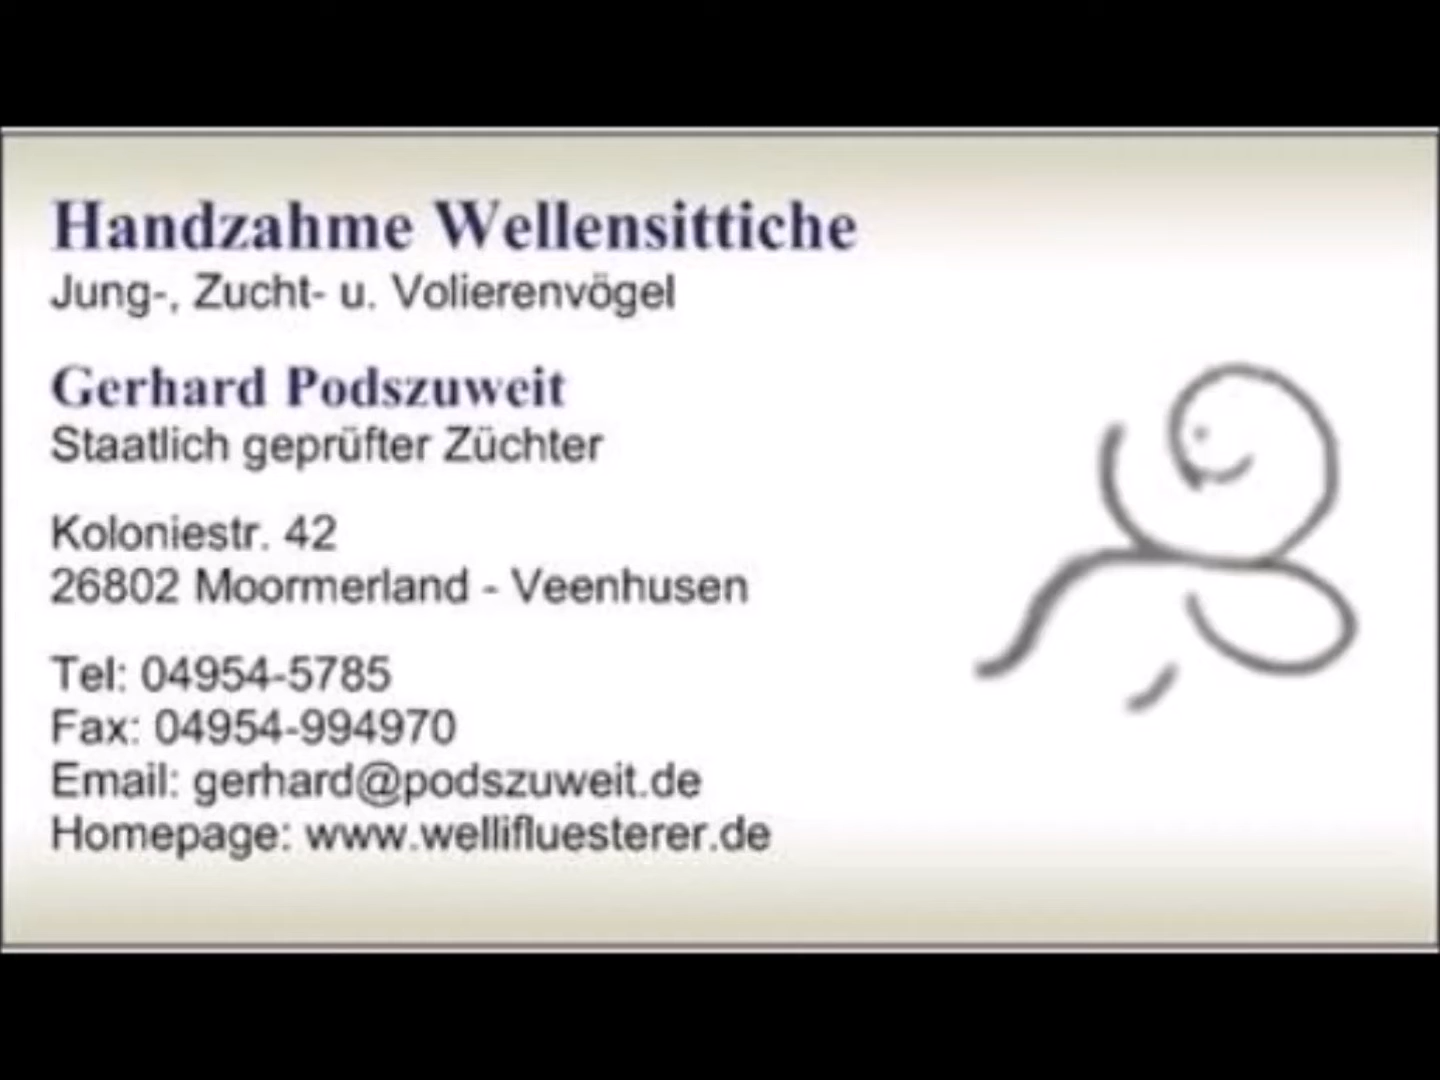 Handzahme Wellensittiche
Jung-, Zucht- u. Volierenvögel
Gerhard Podszuweit
Staatlich geprüfter Züchter
Koloniestr. 42
26802 Moormerland - Veenhusen
Tel: 04954-5785
Fax: 04954-994970
Email: gerhard@podszuweit.de
Homepage: www.wellifluesterer.de